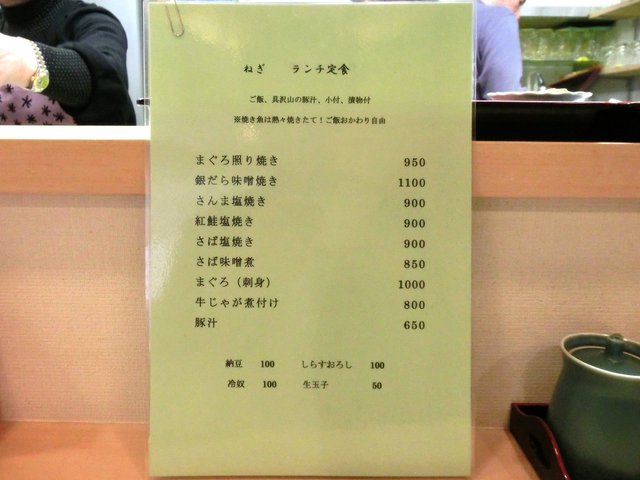 ねぎ ランチ定食
ご飯、具沢山の豚汁、小付、漬物付
※焼き魚は熱々焼きたて！ご飯おかわり自由
まぐろ照り焼き 950
銀だら味噌焼き 1100
さんま塩焼き 900
紅鮭塩焼き 900
さば塩焼き 900
さば味噌煮 850
まぐろ（刺身） 1000
牛じゃが煮付け 800
豚汁 650
納豆 100 しらすおろし 100
冷奴 100 生玉子 50